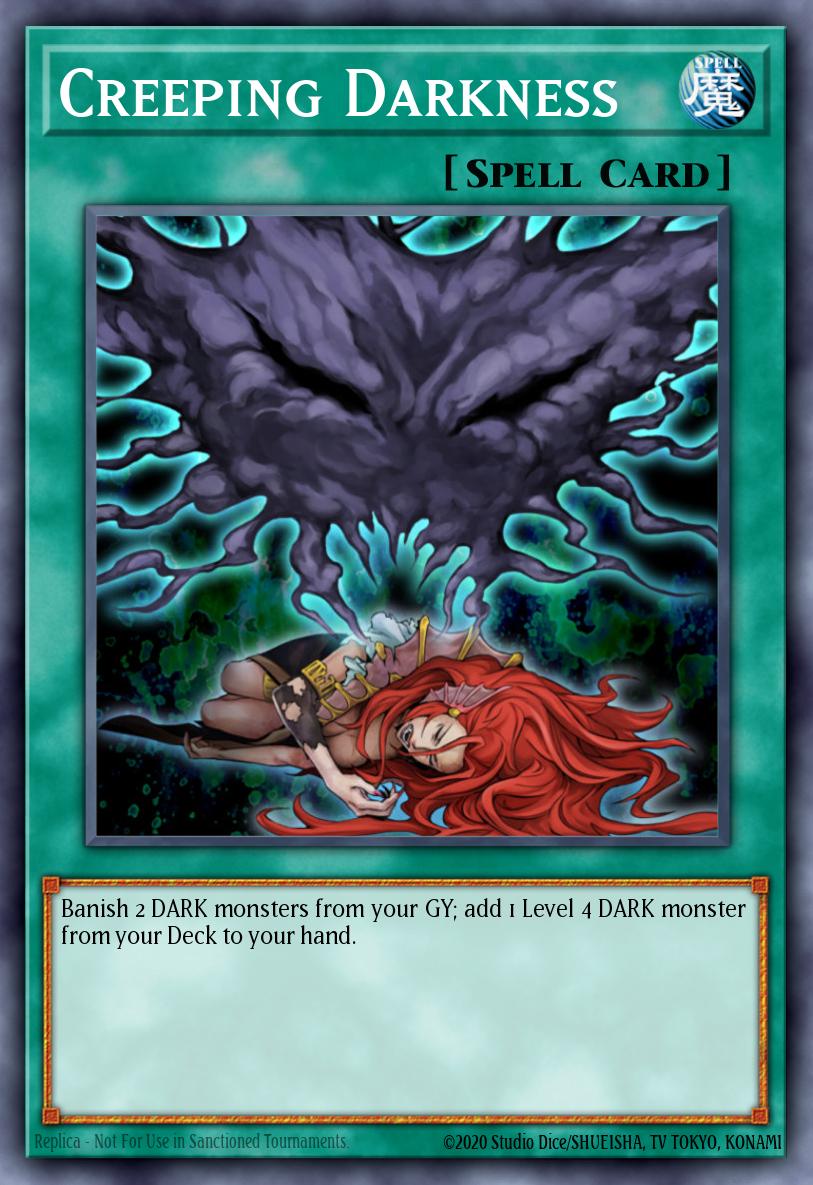 CREEPING DARKNESS
SPELL
魔
[SPELL CARD]
Banish 2 DARK monsters from your GY; add 1 Level 4 DARK monster
from your Deck to your hand.
Replica - Not For Use in Sanctioned Tournaments.
©2020 Studio Dice/SHUEISHA, TV TOKYO, KONAMI